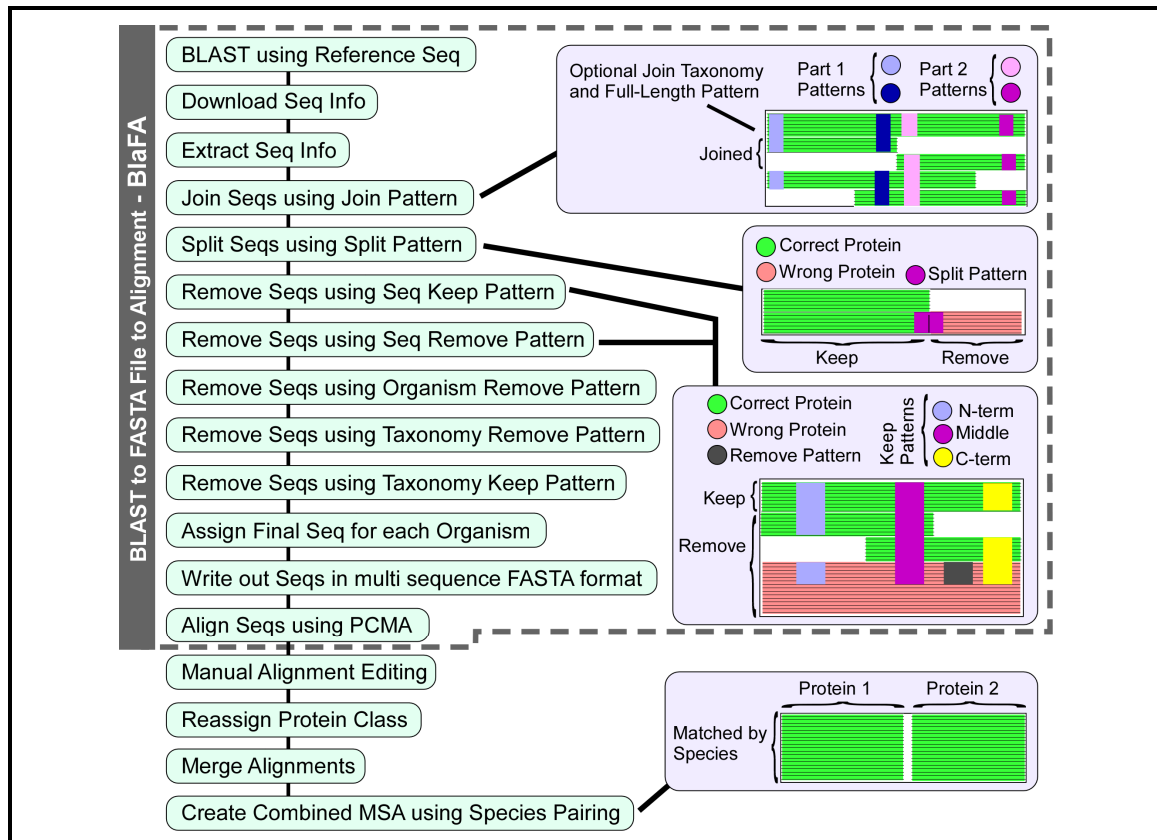 BLAST to FASTA File to Alignment - BlaFA
BLAST using Reference Seq
Download Seq Info
Extract Seq Info
Join Seqs using Join Pattern
Split Seqs using Split Pattern
Remove Seqs using Seq Keep Pattern
Remove Seqs using Seq Remove Pattern
Remove Seqs using Organism Remove Pattern
Remove Seqs using Taxonomy Remove Pattern
Remove Seqs using Taxonomy Keep Pattern
Assign Final Seq for each Organism
Write out Seqs in multi sequence FASTA format
Align Seqs using PCMA
Manual Alignment Editing
Reassign Protein Class
Merge Alignments
Create Combined MSA using Species Pairing
Optional Join Taxonomy
and Full-Length Pattern
Part 1
Patterns
Part 2
Patterns
Joined
Correct Protein
Wrong Protein
Split Pattern
Keep
Remove
Correct Protein
Wrong Protein
Remove Pattern
Keep
Patterns
N-term
Middle
C-term
Keep
Remove
Protein 1
Protein 2
Matched by
Species